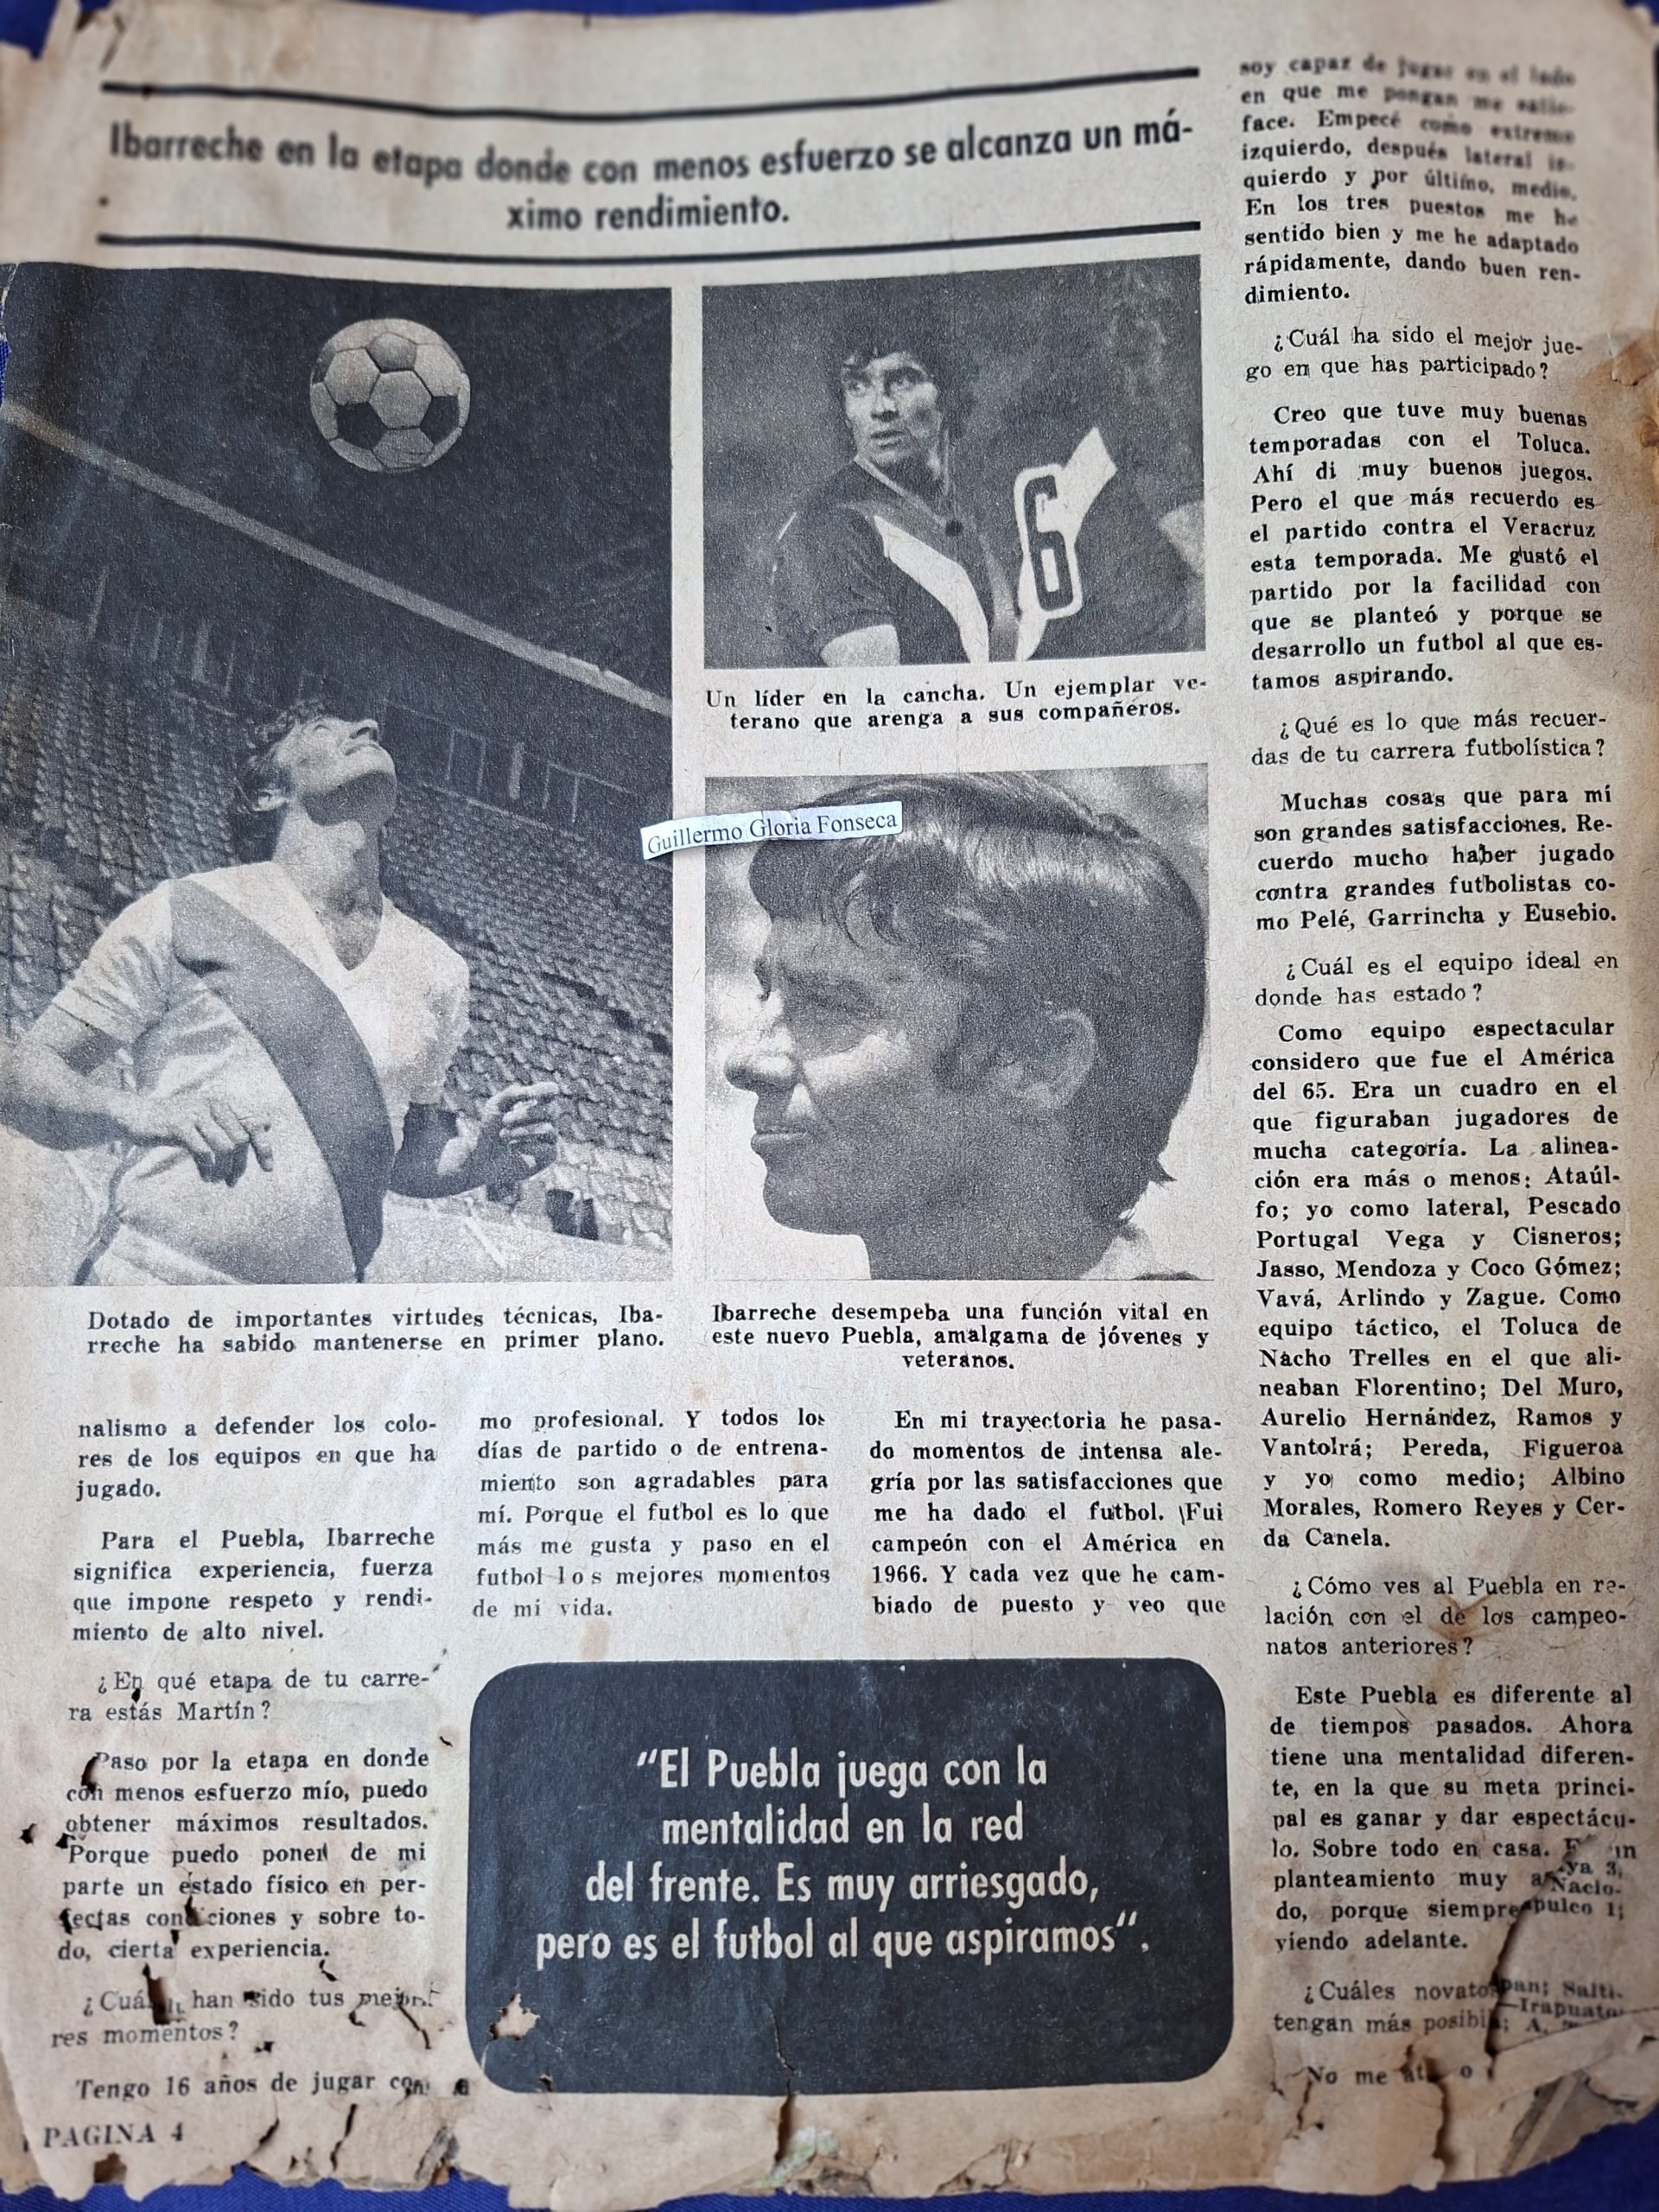 Ibarreche en la etapa donde con menos esfuerzo se alcanza un má-
ximo rendimiento.
6
Un líder en la cancha. Un ejemplar ve-
terano que arenga a sus compañeros.
Guillermo Gloria Fonseca
Dotado de importantes virtudes técnicas, Iba-
rreche ha sabido mantenerse en primer plano.
Ibarreche desempeba una función vital en
este nuevo Puebla, amalgama de jóvenes y
veteranos.
nalismo a defender los colo-
res de los equipos en que ha
jugado.
Para el Puebla, Ibarreche
significa experiencia, fuerza
que impone respeto y rendi-
miento de alto nivel.
¿En qué etapa de tu carre-
ra estás Martín?
Paso por la etapa en donde
con menos esfuerzo mío, puedo
obtener máximos resultados.
Porque puedo poner de mi
parte un estado físico en per-
fectas condiciones y sobre to-
do, cierta experiencia.
han sido tus mejo-
res momentos?
Tengo 16 años de jugar como
mo profesional. Y todos los
días de partido o de entrena-
miento son agradables para
mí. Porque el futbol es lo que
más me gusta y paso en el
futbol los mejores momentos
de mi vida.
En mi trayectoria he pasa-
do momentos de intensa ale-
gría por las satisfacciones que
me ha dado el futbol. Fui
campeón con el América en
1966. Y cada vez que he cam-
biado de puesto y veo que
"El Puebla juega con la
mentalidad en la red
del frente. Es muy arriesgado,
pero es el futbol al que aspiramos".
soy capaz de jugar en el lado
en que me pongan me satis-
face. Empecé como extremo
izquierdo, después lateral iz-
quierdo y por último, medio.
En los tres puestos me he
sentido bien y me he adaptado
rápidamente, dando buen ren-
dimiento.
¿Cuál ha sido el mejor jue-
go en que has participado?
Creo que tuve muy buenas
temporadas con el Toluca.
Ahí di muy buenos juegos.
Pero el que más recuerdo es
el partido contra el Veracruz
esta temporada. Me gustó el
partido por la facilidad con
que se planteó y porque se
desarrollo un futbol al que es-
tamos aspirando.
¿Qué es lo que más recuer-
das de tu carrera futbolística?
Muchas cosas que para mí
son grandes satisfacciones. Re-
cuerdo mucho haber jugado
contra grandes futbolistas co-
mo Pelé, Garrincha y Eusebio.
¿Cuál es el equipo ideal en
donde has estado?
Como equipo espectacular
considero que fue el América
del 65. Era un cuadro en el
que figuraban jugadores de
mucha categoría. La alinea-
ción era más o menos: Ataúl-
fo; yo como lateral, Pescado
Portugal Vega y Cisneros;
Jasso, Mendoza y Coco Gómez;
Vavá, Arlindo y Zague. Como
equipo táctico, el Toluca de
Nacho Trelles en el que ali-
neaban Florentino; Del Muro,
Aurelio Hernández, Ramos y
Vantolrá; Pereda, Figueroa
y yo como medio; Albino
Morales, Romero Reyes y Cer-
da Canela.
¿Cómo ves al Puebla en re-
lación con el de los campeo-
natos anteriores?
Este Puebla es diferente al
de tiempos pasados. Ahora
tiene una mentalidad diferen-
te, en la que su meta princi-
pal es ganar y dar espectácu-
lo. Sobre todo en casa.
planteamiento muy
do, porque siempre
viendo adelante.
¿Cuáles
tengan más
No me
PAGINA 4